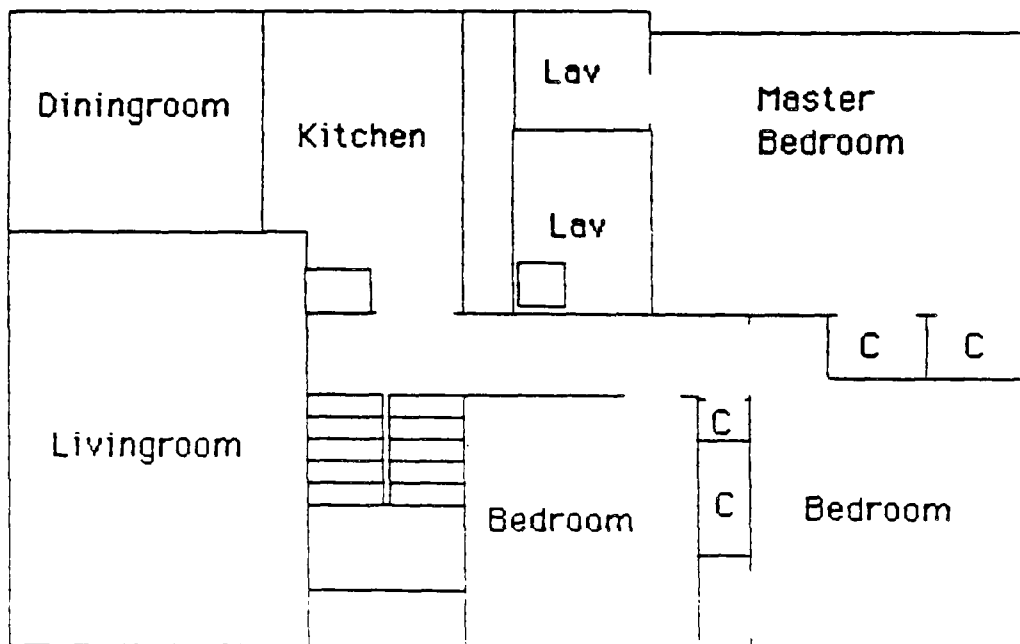 Diningroom
Kitchen
Lav
Master
Bedroom
Lav
C
C
Livingroom
C
C
Bedroom
Bedroom